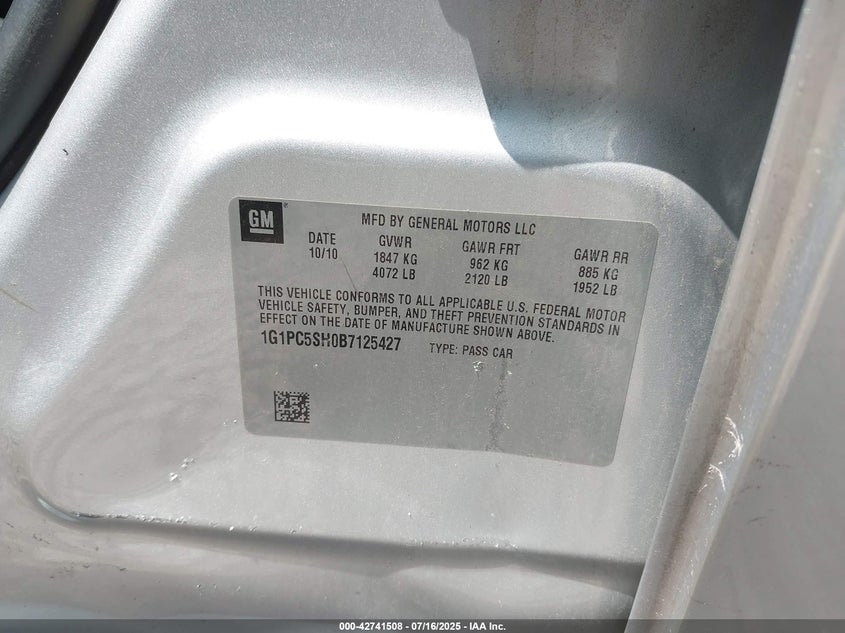 GM
MFD BY GENERAL MOTORS LLC
DATE GVWR GAWR FRT GAWR RR
10/10 1847 KG 962 KG 885 KG
4072 LB 2120 LB 1952 LB
THIS VEHICLE CONFORMS TO ALL APPLICABLE U.S. FEDERAL MOTOR
VEHICLE SAFETY, BUMPER, AND THEFT PREVENTION STANDARDS IN
EFFECT ON THE DATE OF MANUFACTURE SHOWN ABOVE.
1G1PC5SH0B7125427 TYPE: PASS CAR
000-42741508 - 07/16/2025 - IAA Inc.